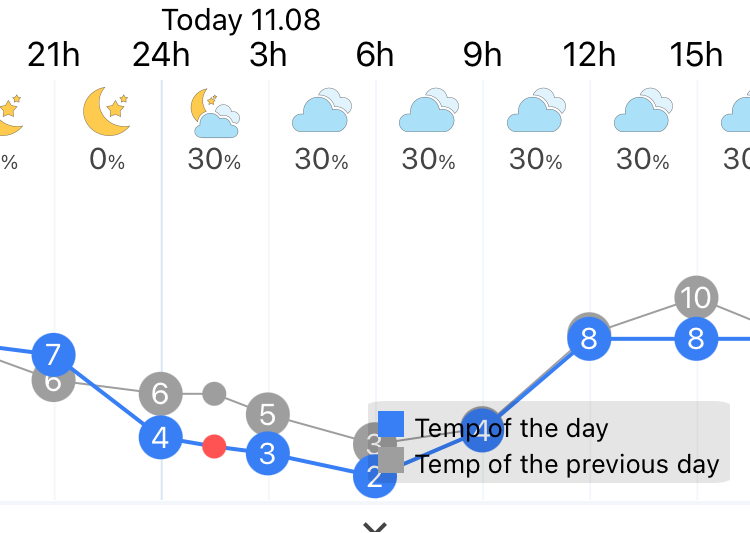 Today 11.08
21h 24h 3h 6h 9h 12h 15h
% 0% 30% 30% 30% 30% 30% 30
10
7 8 8
6 6
5
4 3 4
3 2
Temp of the day
Temp of the previous day